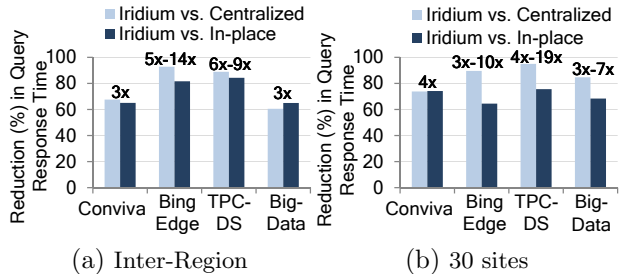 Iridium vs. Centralized
Iridium vs. In-place
Reduction (%) in Query
Response Time
100
80
60
40
20
0
3x
5x-14x
6x-9x
3x
Conviva
Bing
Edge
TPC-
DS
Big-
Data
(a) Inter-Region
Iridium vs. Centralized
Iridium vs. In-place
Reduction (%) in Query
Response Time
100
80
60
40
20
0
4x
3x-10x
4x-19x
3x-7x
Conviva
Bing
Edge
TPC-
DS
Big-
Data
(b) 30 sites